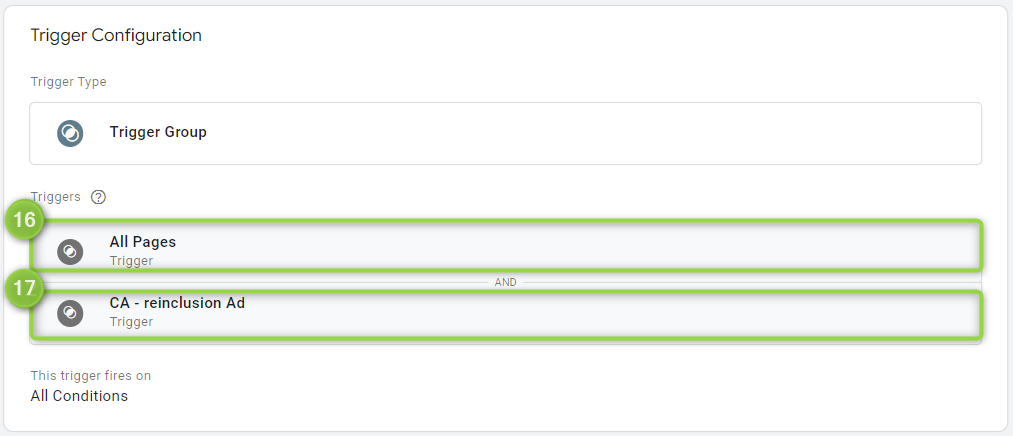 Trigger Configuration
Trigger Type
Trigger Group
Triggers ?
16
All Pages
Trigger
AND
17
CA - reinclusion Ad
Trigger
This trigger fires on
All Conditions